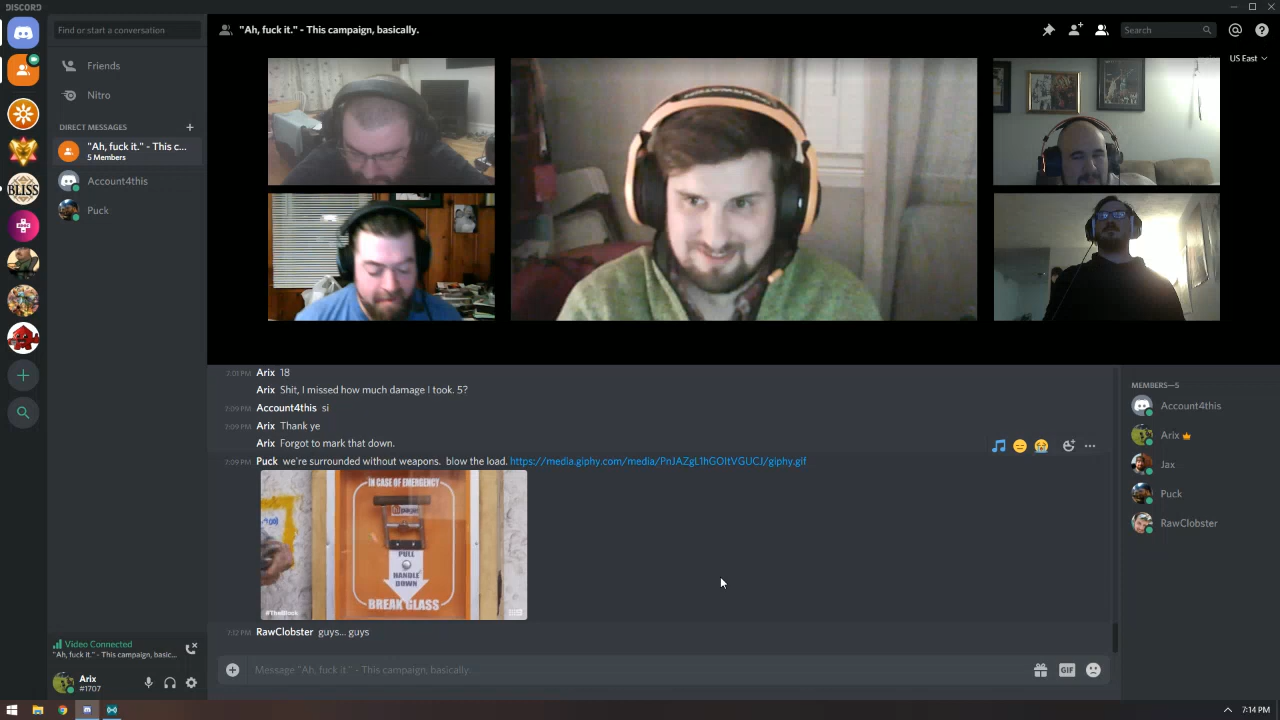 DISCORD
Find or start a conversation
"Ah, fuck it." - This campaign, basically.
Search
US East
Friends
Nitro
DIRECT MESSAGES
"Ah, fuck it." - This c...
5 Members
Account4this
Puck
BLISS
7:01 PM Arix 18
Arix Shit, I missed how much damage I took. 5?
7:09 PM Account4this si
7:09 PM Arix Thank ye
Arix Forgot to mark that down.
7:09 PM Puck we're surrounded without weapons. blow the load. https://media.giphy.com/media/PnJAZgL1hGOItVGUCJ/giphy.gif
IN CASE OF EMERGENCY
PULL
HANDLE
DOWN
BREAK GLASS
#TheBlock
7:12 PM RawClobster guys... guys
Message "Ah, fuck it." - This campaign, basically...
GIF
MEMBERS—5
Account4this
Arix
Jax
Puck
RawClobster
Video Connected
"Ah, fuck it." - This campaign, basic...
Arix
#1707
7:14 PM